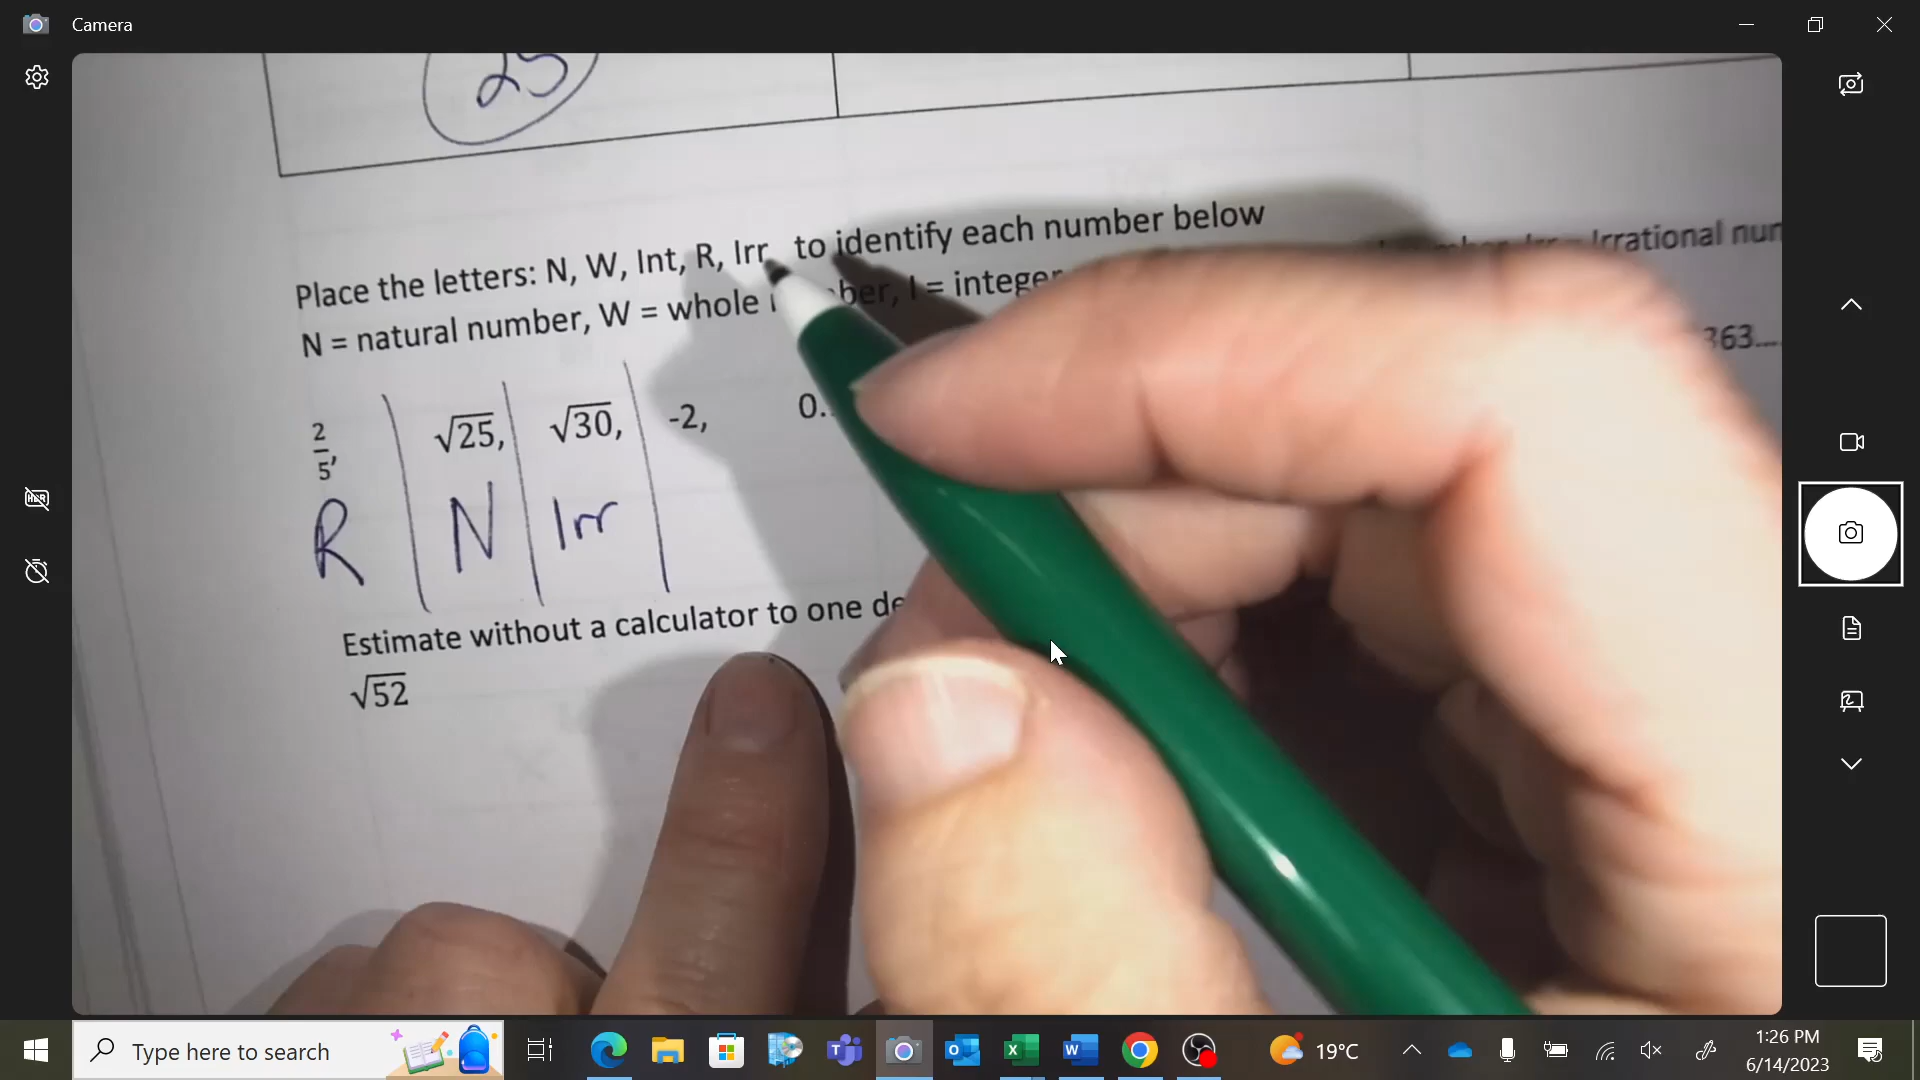 Camera
25
Place the letters: N, W, Int, R, Irr to identify each number below
N = natural number, W = whole number, I = integer Irrational num
363....
2/5, √25, √30, -2, 0.
R N Irr
Estimate without a calculator to one de
√52
Type here to search
19°C
1:26 PM
6/14/2023